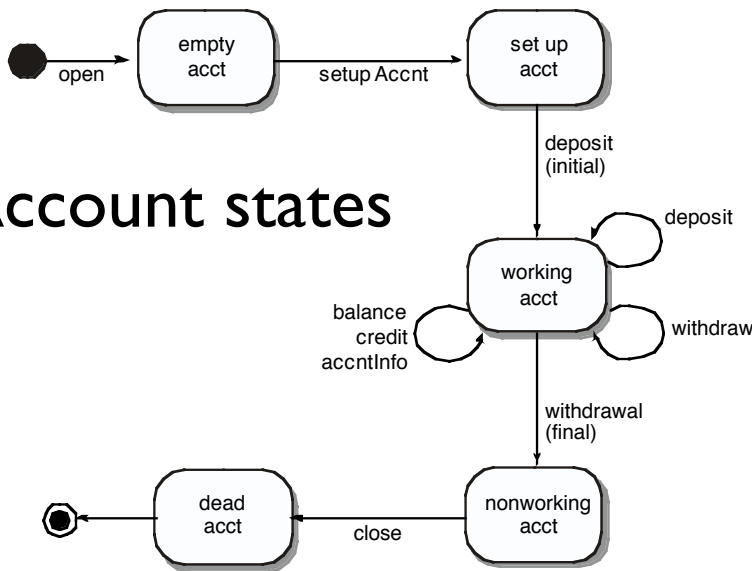 empty
acct
set up
acct
open
setup Accnt
deposit
(initial)
Account states
deposit
working
acct
balance
credit
accntInfo
withdraw
withdrawal
(final)
dead
acct
nonworking
acct
close